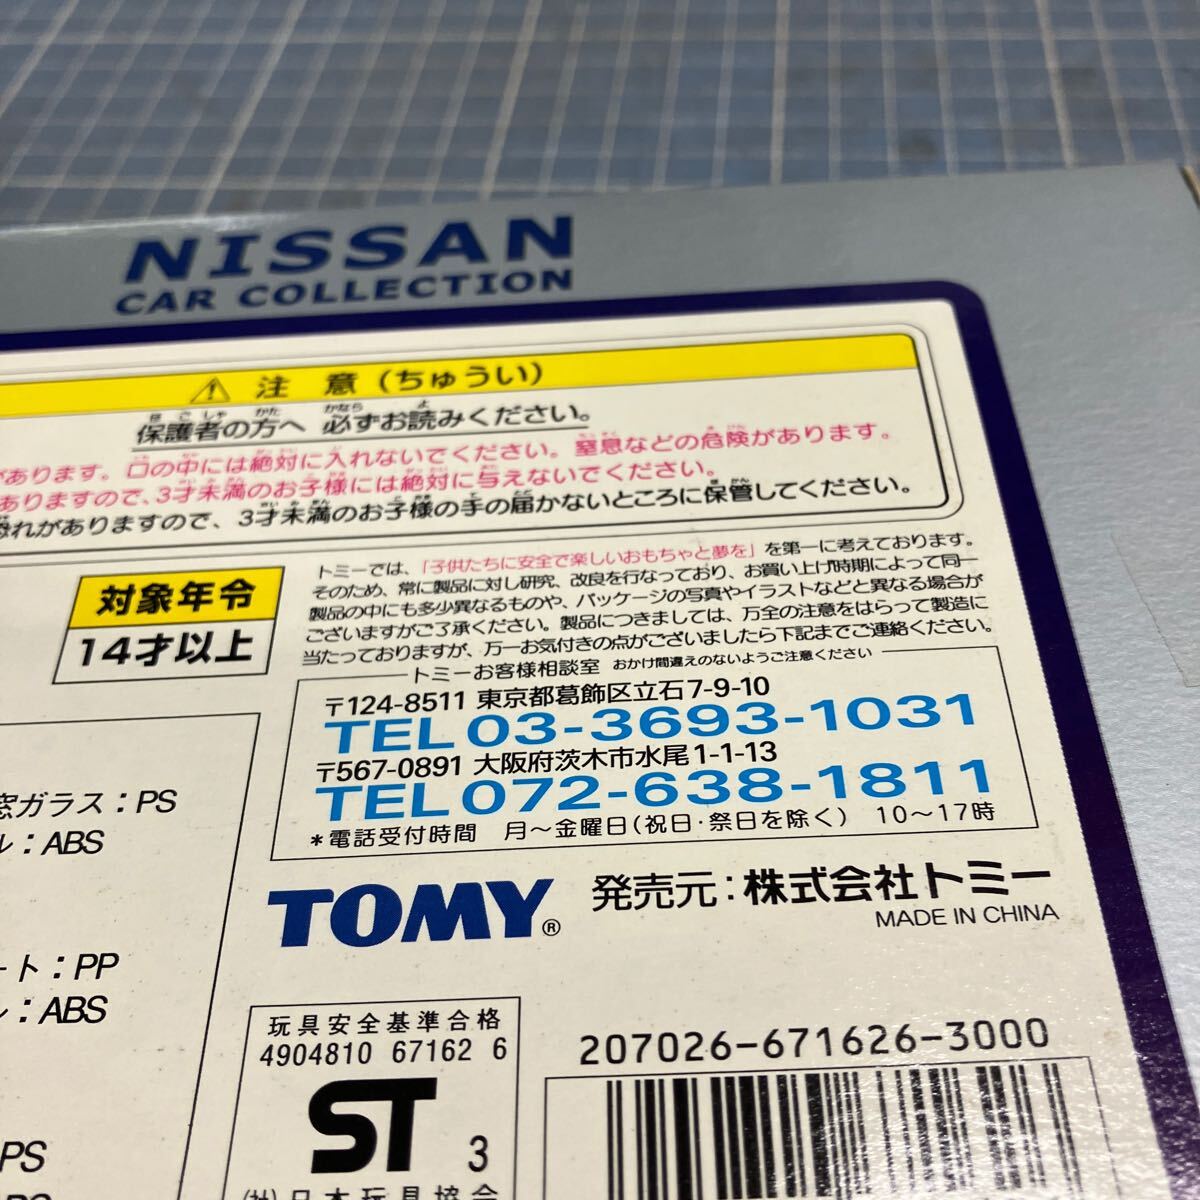 NISSAN
CAR COLLECTION
⚠ 注意（ちゅうい）
保護者の方へ 必ずお読みください。
があります。口の中には絶対に入れないでください。窒息などの危険があります。
ありますので、3才未満のお子様には絶対に与えないでください。
恐れがありますので、3才未満のお子様の手の届かないところに保管してください。
対象年令
14才以上
トミーでは、「子供たちに安全で楽しいおもちゃと夢を」を第一に考えております。
そのため、常に製品に対し研究、改良を行なっており、お買い上げ時期によって同一
製品の中にも多少異なるものや、パッケージの写真やイラストなどと異なる場合が
ございますがご了承ください。製品につきましては、万全の注意をはらって製造に
当たっておりますが、万一お気付きの点がございましたら下記までご連絡ください。
トミーお客様相談室 おかけ間違えのないようご注意ください
〒124-8511 東京都葛飾区立石7-9-10
TEL 03-3693-1031
〒567-0891 大阪府茨木市水尾1-1-13
TEL 072-638-1811
*電話受付時間 月〜金曜日（祝日・祭日を除く） 10〜17時
窓ガラス：PS
ル：ABS
ート：PP
ル：ABS
PS
TOMY®
発売元：株式会社トミー
MADE IN CHINA
玩具安全基準合格
4904810 67162 6
ST 3
(社)日本玩具協会
207026-671626-3000